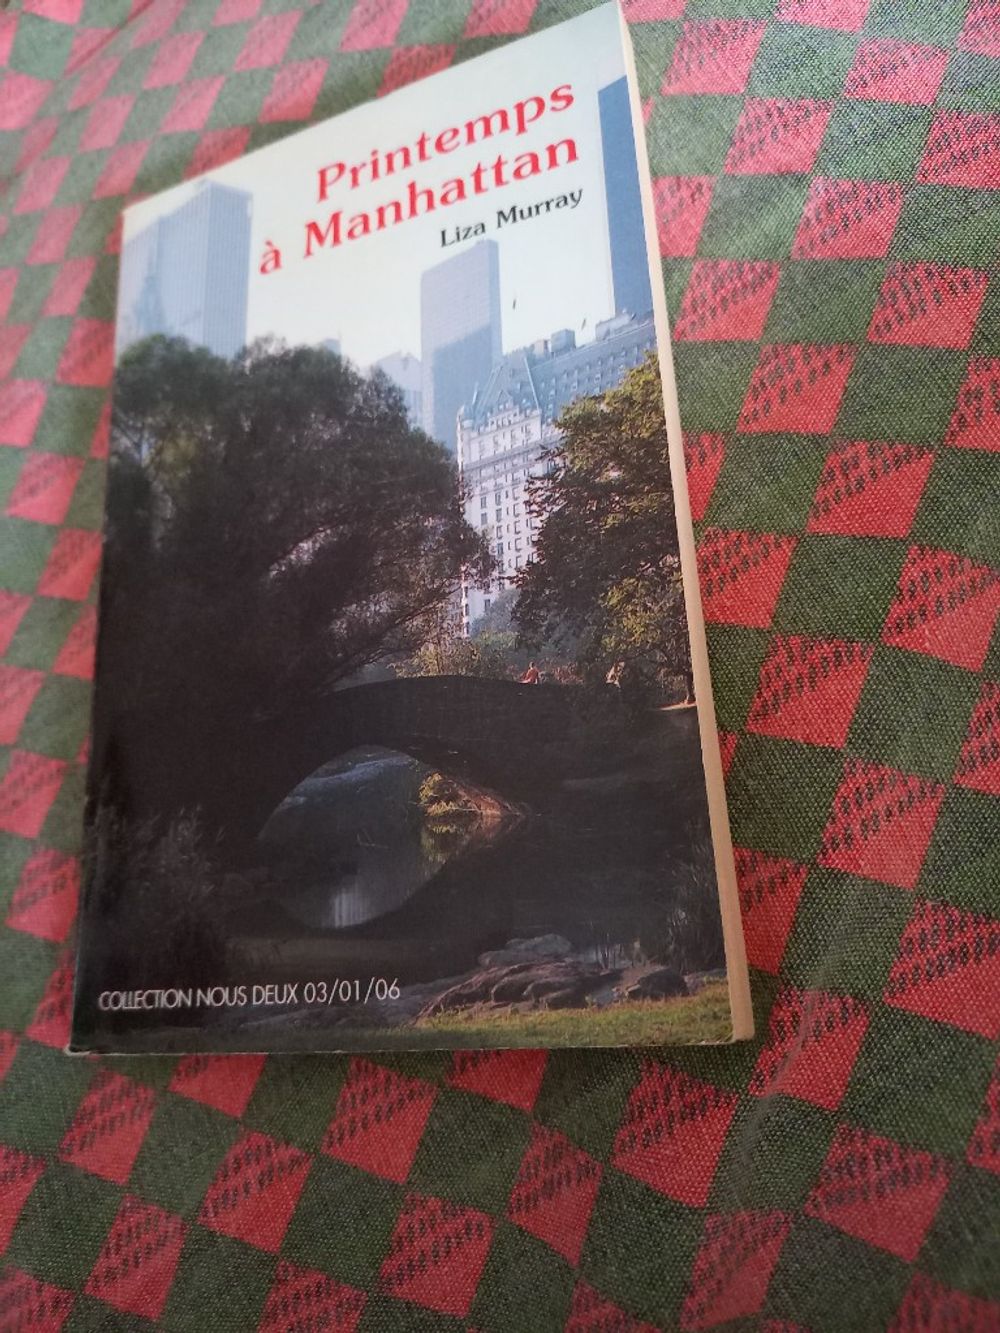 Printemps
à Manhattan
Liza Murray
COLLECTION NOUS DEUX 03/01/06